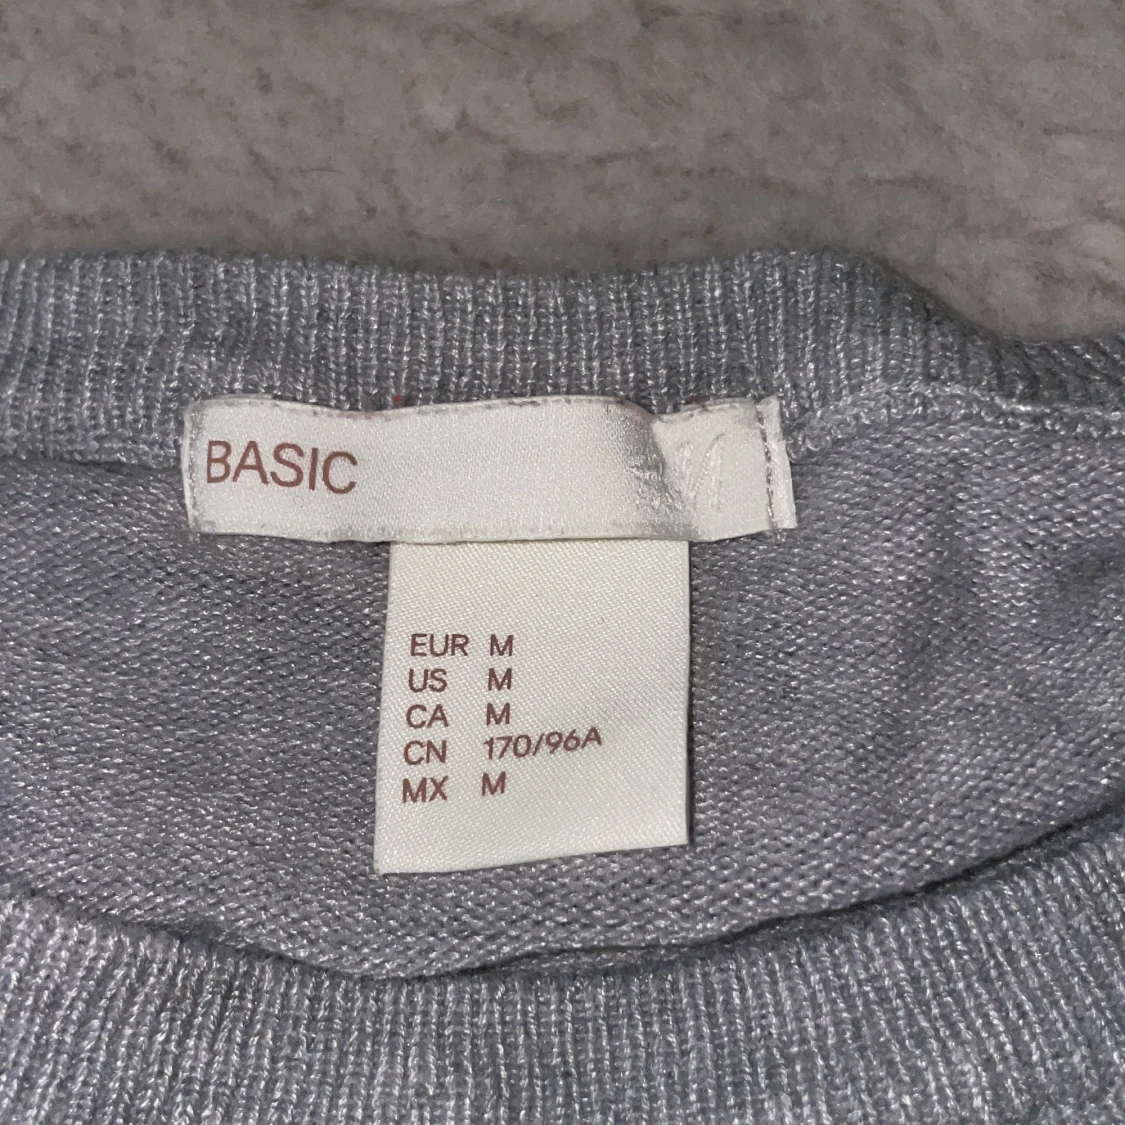 BASIC
EUR M
US M
CA M
CN 170/96A
MX M